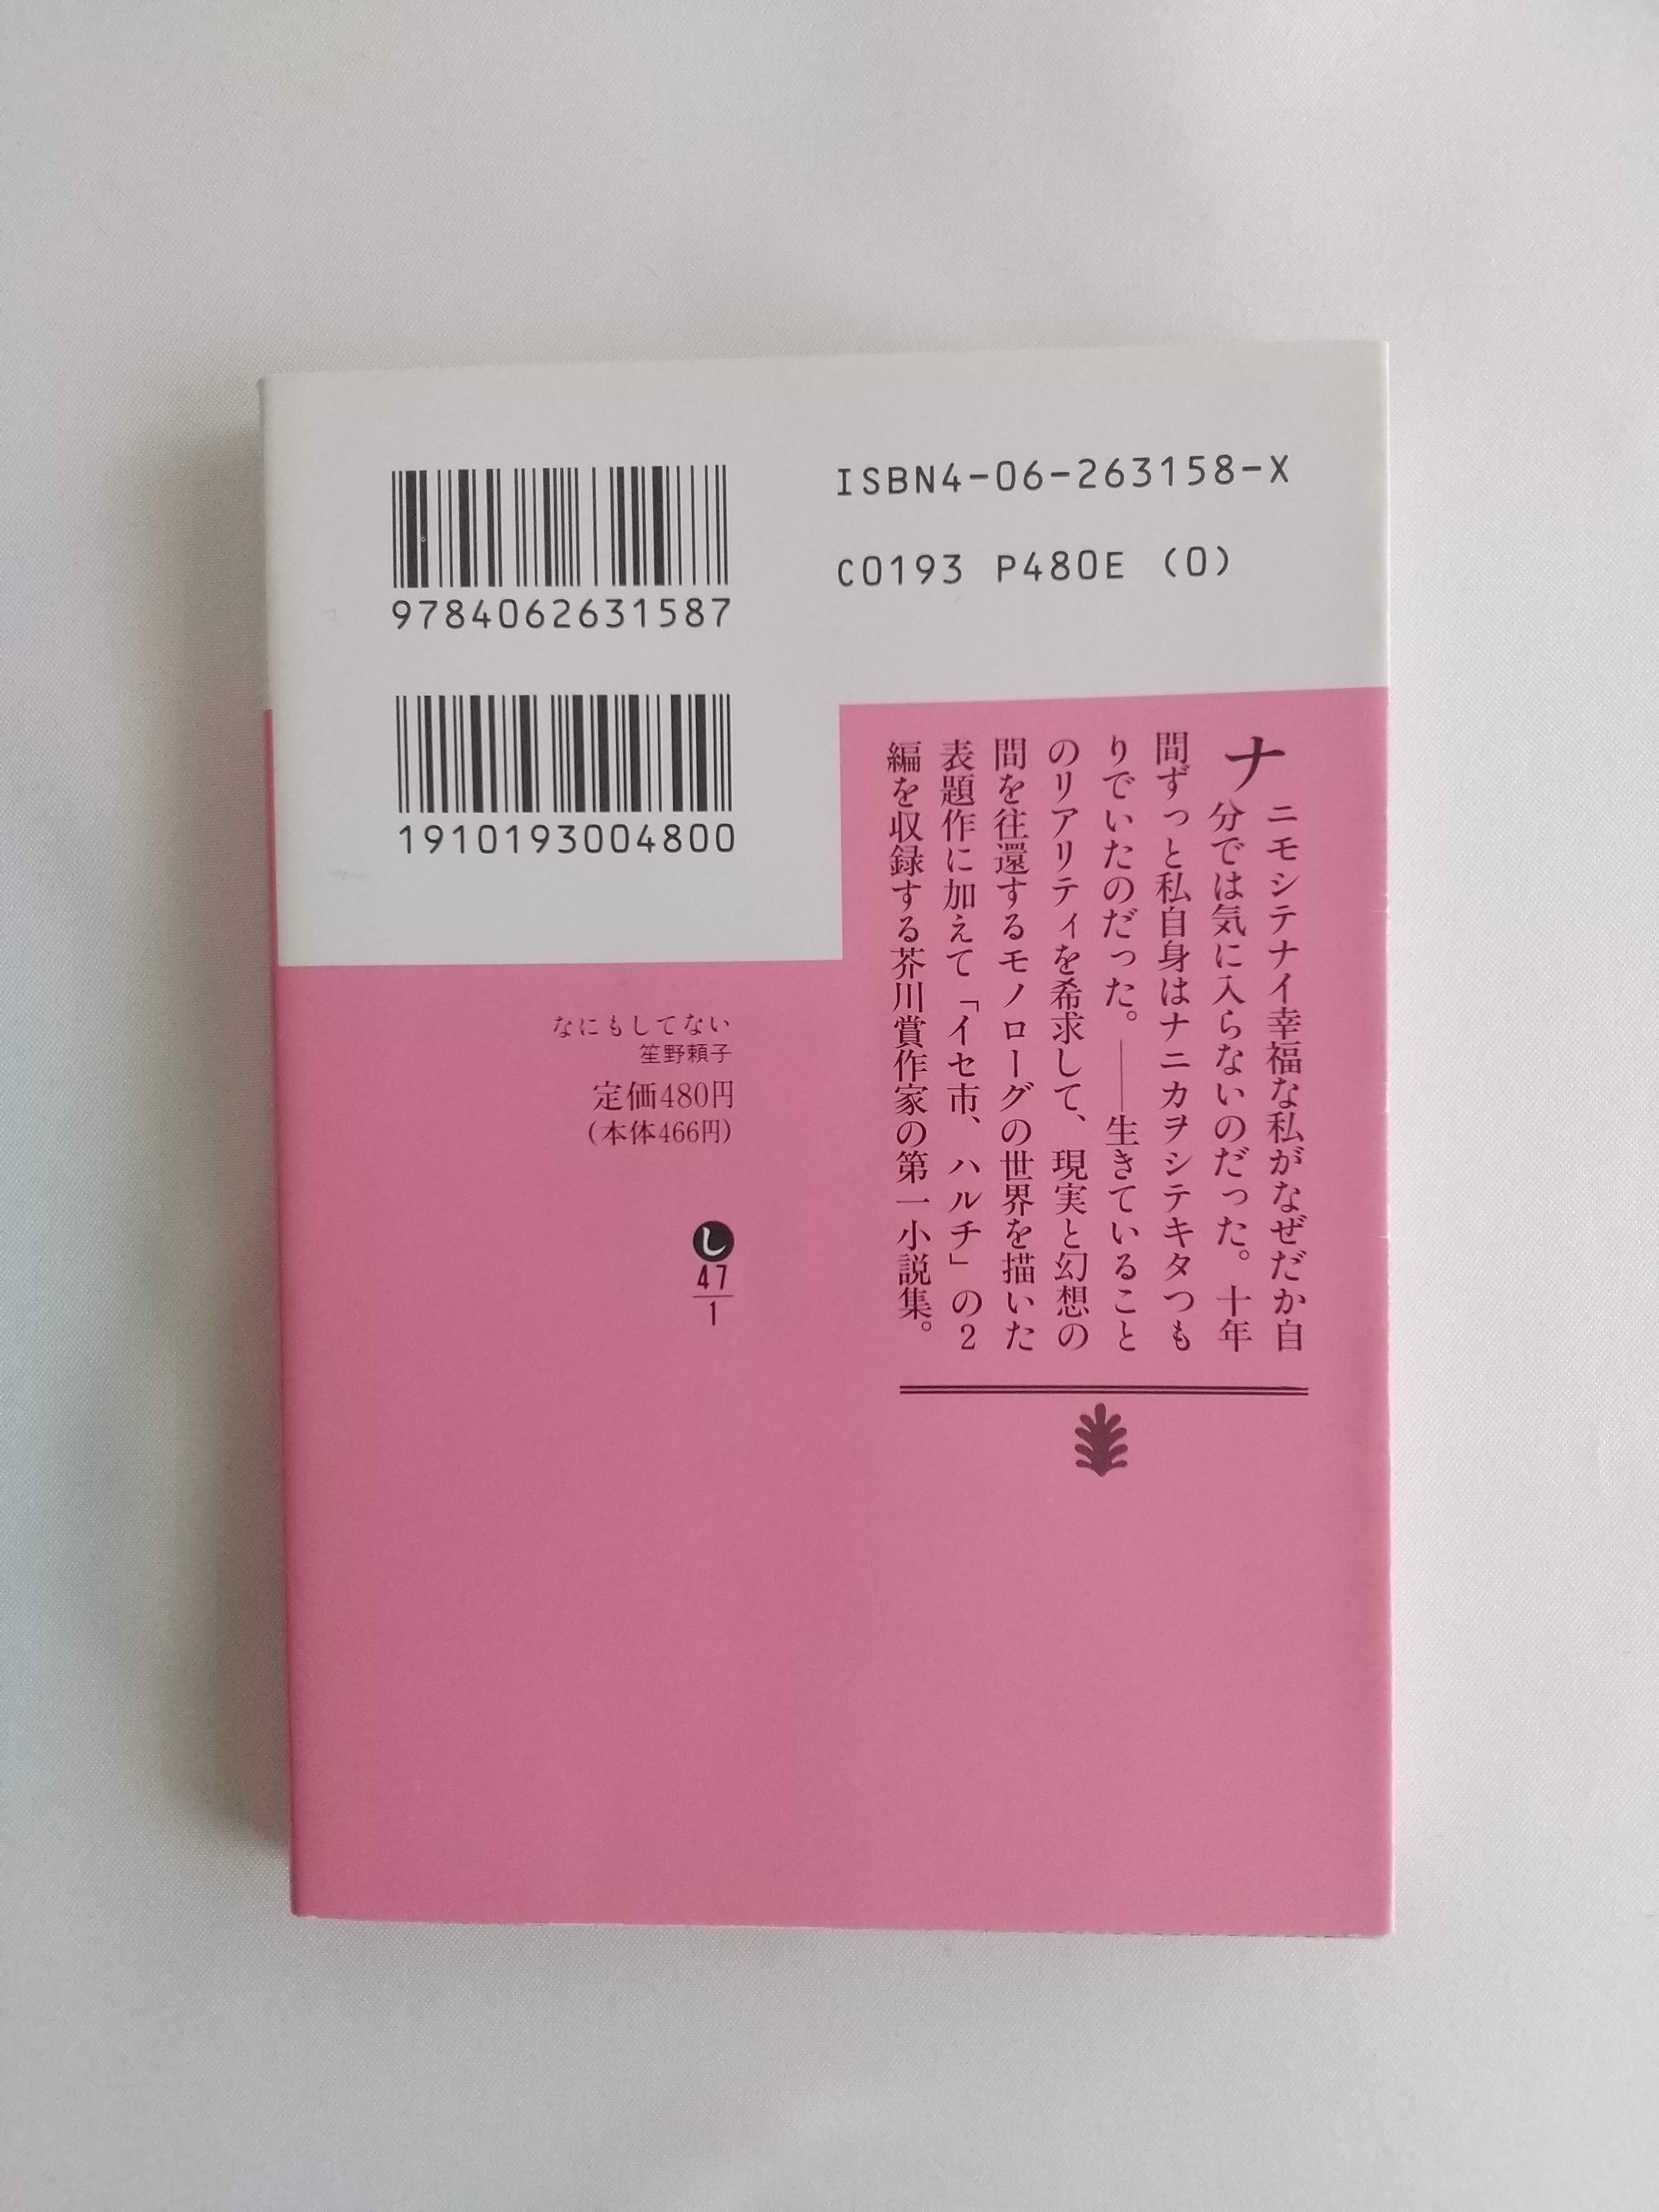 9784062631587
1910193004800
ISBN4-06-263158-X
C0193 P480E (0)
ナニモシテナイ幸福な私がなぜだか自
分では気に入らないのだった。十年
間ずっと私自身はナニカヲシテキタつも
りでいたのだった。――生きていること
のリアリティを希求して、現実と幻想の
間を往還するモノローグの世界を描いた
表題作に加えて「イセ市、ハルチ」の2
編を収録する芥川賞作家の第一小説集。
なにもしてない
笙野頼子
定価480円
(本体466円)
し
47
1